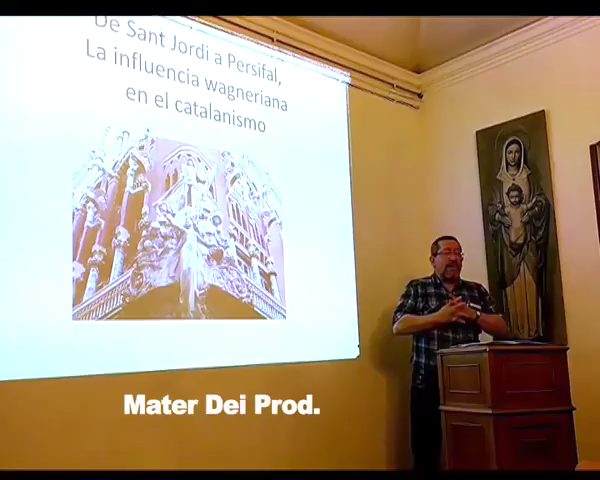 De Sant Jordi a Persifal,
La influencia wagneriana
en el catalanismo
Mater Dei Prod.